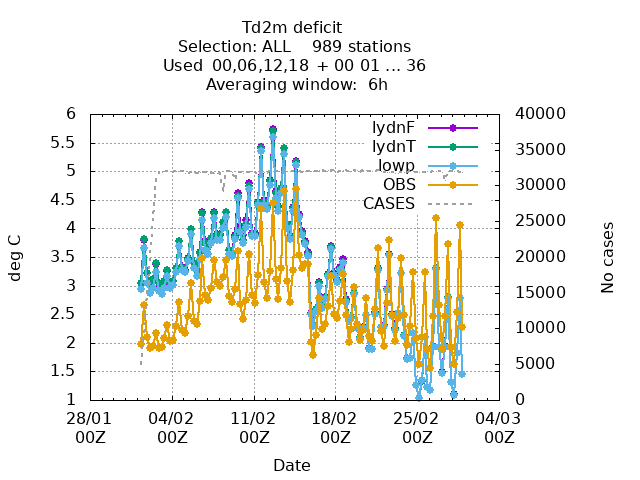 Td2m deficit
Selection: ALL 989 stations
Used 00,06,12,18 + 00 01 ... 36
Averaging window: 6h
lydnF
lydnT
lowp
OBS
CASES
6
5.5
5
4.5
4
3.5
3
2.5
2
1.5
1
deg C
40000
35000
30000
25000
20000
15000
10000
5000
0
No cases
28/01 04/02 11/02 18/02 25/02 04/03
00Z 00Z 00Z 00Z 00Z 00Z
Date